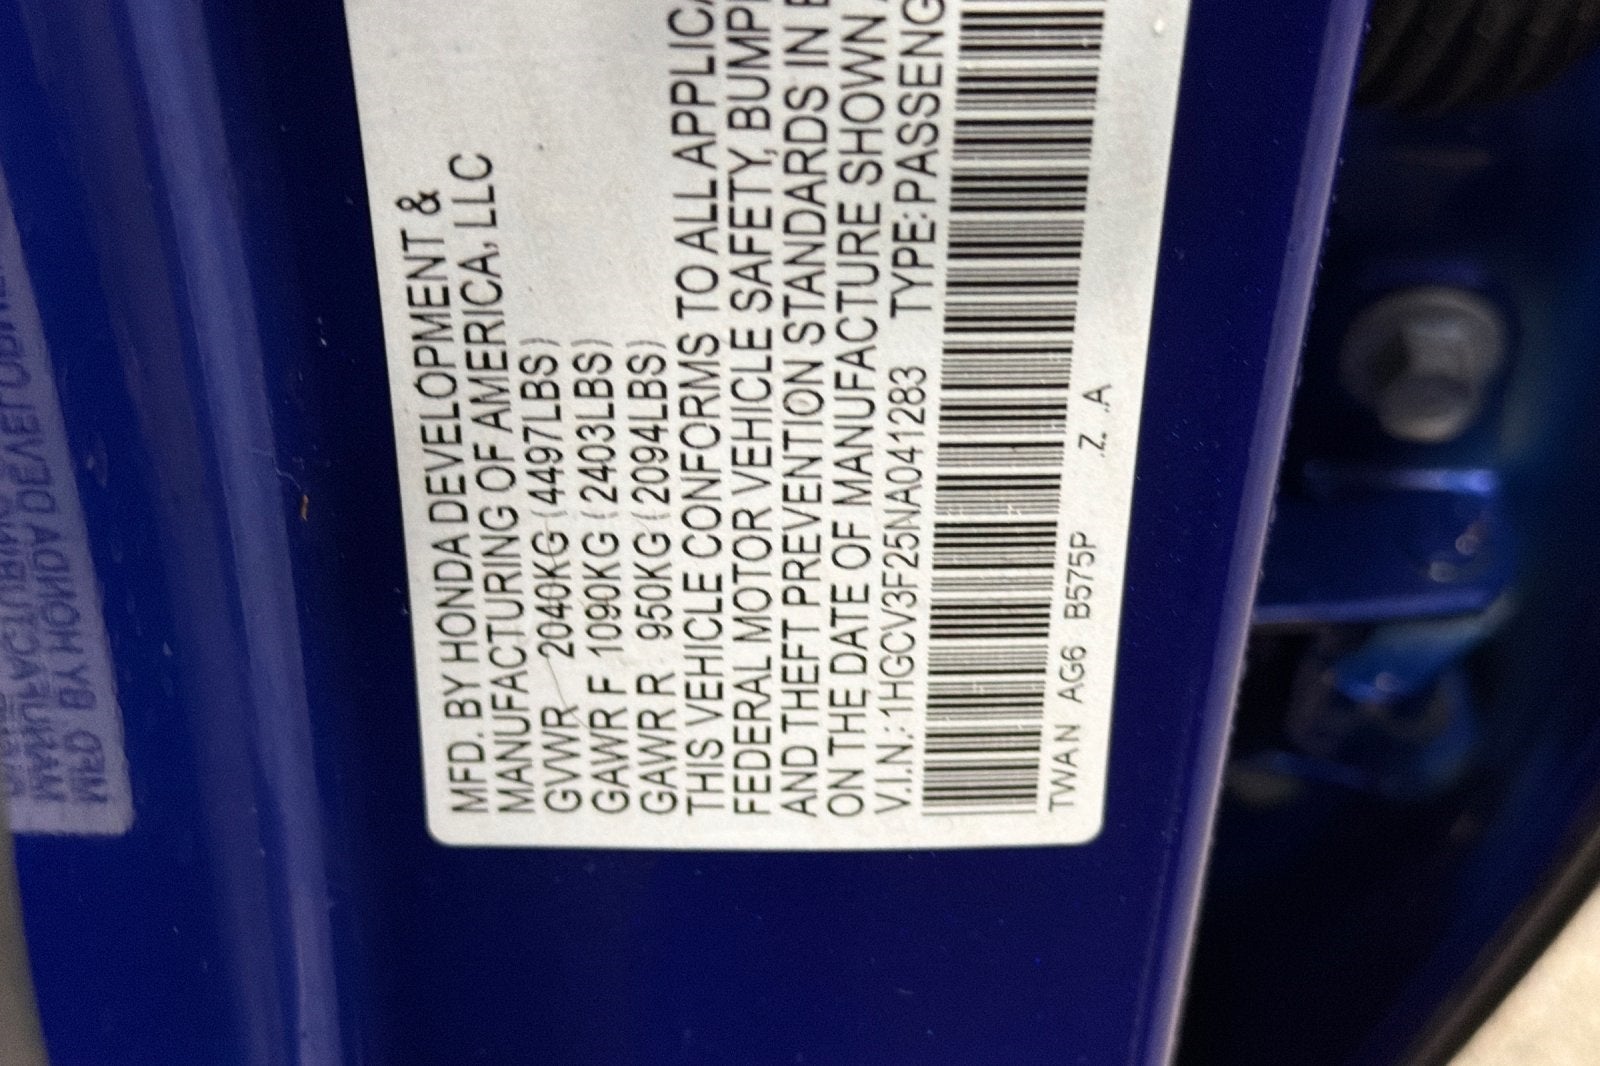 MFD. BY HONDA DEVELOPMENT &
MANUFACTURING OF AMERICA, LLC
GVWR 2040KG (4497LBS)
GAWR F 1090KG (2403LBS)
GAWR R 950KG (2094LBS)
THIS VEHICLE CONFORMS TO ALL APPLICA
FEDERAL MOTOR VEHICLE SAFETY, BUMP
AND THEFT PREVENTION STANDARDS IN
ON THE DATE OF MANUFACTURE SHOWN
V.I.N.:1HGCV3F25NA041283 TYPE:PASSENG
TWAN AG6 B575P Z .A